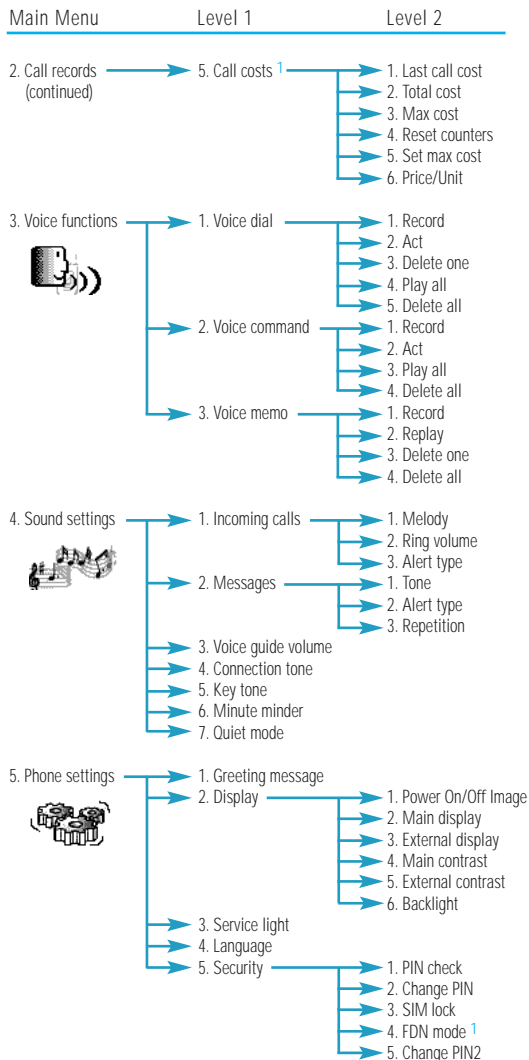 Main Menu Level 1 Level 2
2. Call records 5. Call costs 1 1. Last call cost
(continued) 2. Total cost
3. Max cost
4. Reset counters
5. Set max cost
6. Price/Unit
3. Voice functions 1. Voice dial 1. Record
2. Act
3. Delete one
4. Play all
5. Delete all
2. Voice command 1. Record
2. Act
3. Play all
4. Delete all
3. Voice memo 1. Record
2. Replay
3. Delete one
4. Delete all
4. Sound settings 1. Incoming calls 1. Melody
2. Ring volume
3. Alert type
2. Messages 1. Tone
2. Alert type
3. Repetition
3. Voice guide volume
4. Connection tone
5. Key tone
6. Minute minder
7. Quiet mode
5. Phone settings 1. Greeting message
2. Display 1. Power On/Off Image
2. Main display
3. External display
4. Main contrast
5. External contrast
6. Backlight
3. Service light
4. Language
5. Security 1. PIN check
2. Change PIN
3. SIM lock
4. FDN mode 1
5. Change PIN2